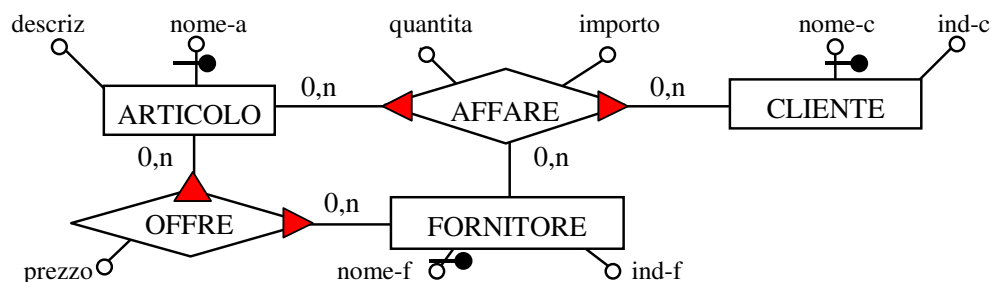 descriz nome-a quantita importo nome-c ind-c
0,n 0,n
ARTICOLO AFFARE CLIENTE
0,n 0,n
0,n
OFFRE FORNITORE
prezzo nome-f ind-f